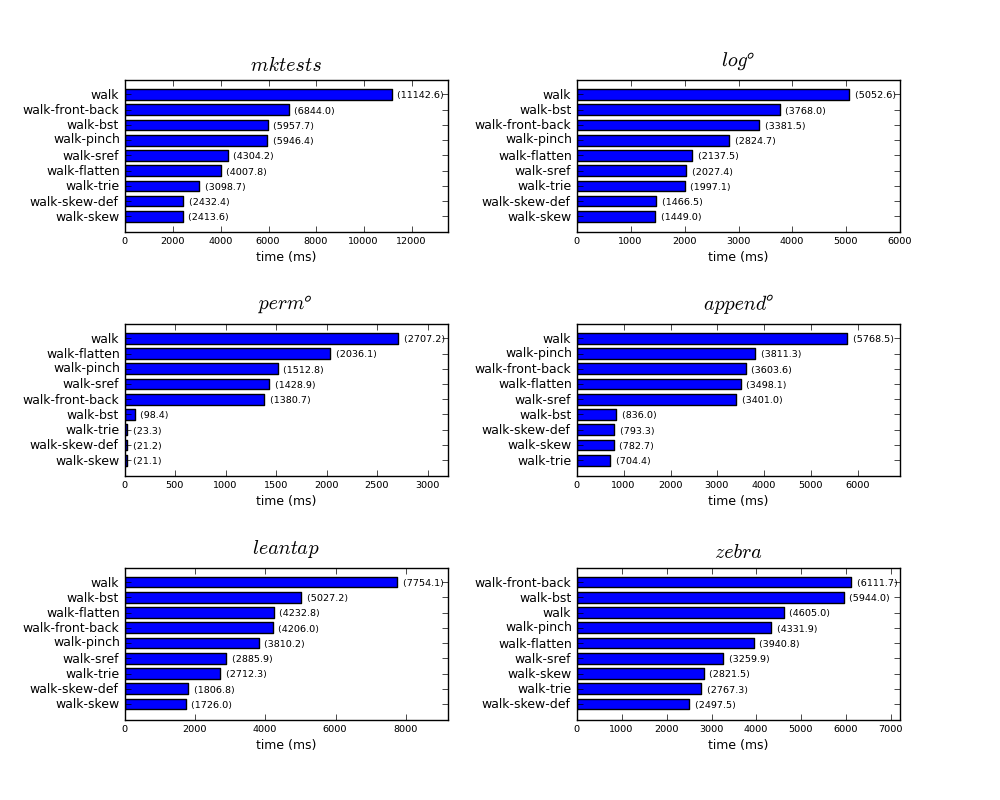 mktests
walk (11142.6)
walk-front-back (6844.0)
walk-bst (5957.7)
walk-pinch (5946.4)
walk-sref (4304.2)
walk-flatten (4007.8)
walk-trie (3098.7)
walk-skew-def (2432.4)
walk-skew (2413.6)
0 2000 4000 6000 8000 10000 12000
time (ms)
logᵒ
walk (5052.6)
walk-bst (3768.0)
walk-front-back (3381.5)
walk-pinch (2824.7)
walk-flatten (2137.5)
walk-sref (2027.4)
walk-trie (1997.1)
walk-skew-def (1466.5)
walk-skew (1449.0)
0 1000 2000 3000 4000 5000 6000
time (ms)
permᵒ
walk (2707.2)
walk-flatten (2036.1)
walk-pinch (1512.8)
walk-sref (1428.9)
walk-front-back (1380.7)
walk-bst (98.4)
walk-trie (23.3)
walk-skew-def (21.2)
walk-skew (21.1)
0 500 1000 1500 2000 2500 3000
time (ms)
appendᵒ
walk (5768.5)
walk-pinch (3811.3)
walk-front-back (3603.6)
walk-flatten (3498.1)
walk-sref (3401.0)
walk-bst (836.0)
walk-skew-def (793.3)
walk-skew (782.7)
walk-trie (704.4)
0 1000 2000 3000 4000 5000 6000
time (ms)
leantap
walk (7754.1)
walk-bst (5027.2)
walk-flatten (4232.8)
walk-front-back (4206.0)
walk-pinch (3810.2)
walk-sref (2885.9)
walk-trie (2712.3)
walk-skew-def (1806.8)
walk-skew (1726.0)
0 2000 4000 6000 8000
time (ms)
zebra
walk-front-back (6111.7)
walk-bst (5944.0)
walk (4605.0)
walk-pinch (4331.9)
walk-flatten (3940.8)
walk-sref (3259.9)
walk-skew (2821.5)
walk-trie (2767.3)
walk-skew-def (2497.5)
0 1000 2000 3000 4000 5000 6000 7000
time (ms)